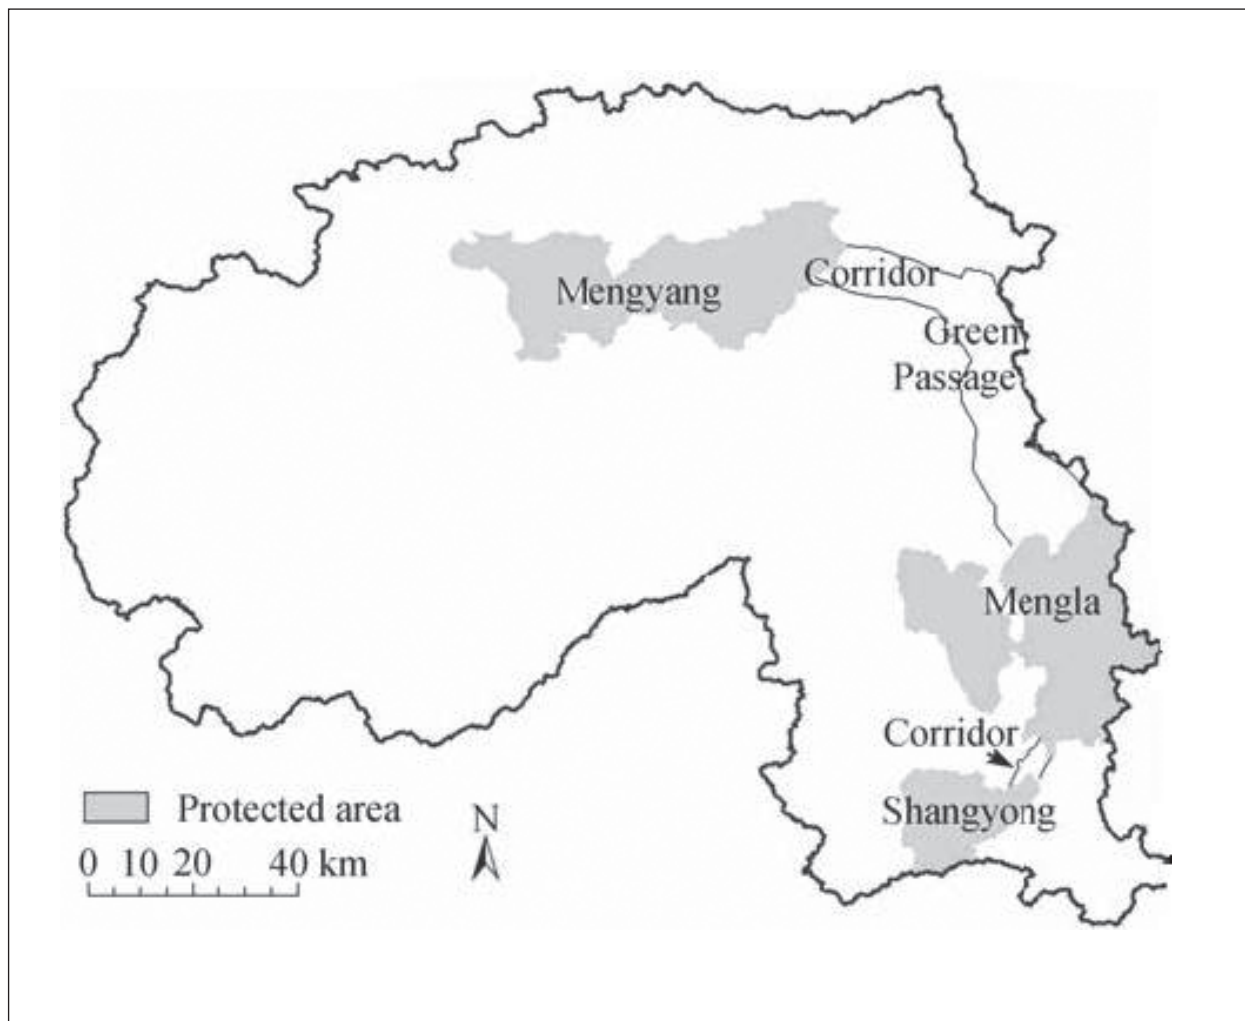 Mengyang
Corridor
Green
Passage
Mengla
Corridor
Shangyong
Protected area
N
0 10 20 40 km